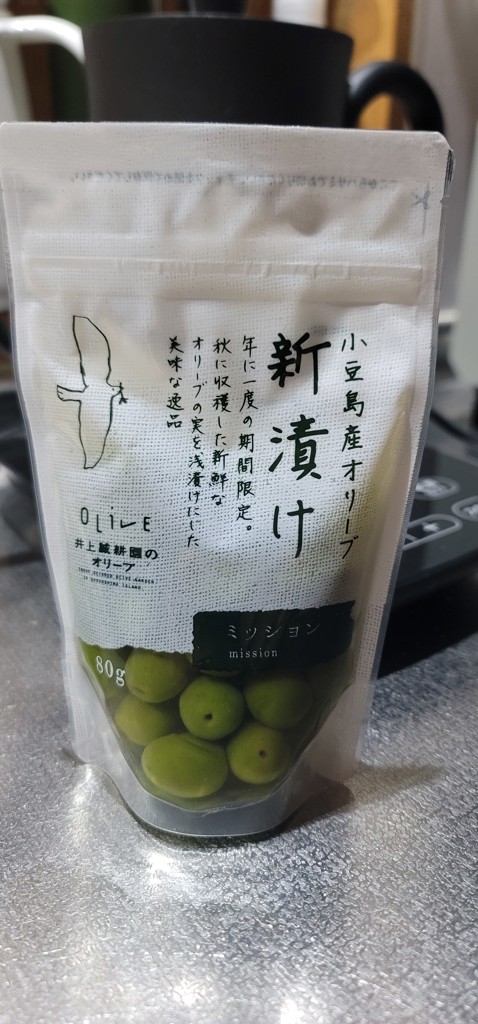 小豆島産オリーブ
新漬け
年に一度の期間限定。
秋に収穫した新鮮な
オリーブの実を浅漬けにした
美味な逸品
OLiVE
井上誠耕園の
オリーブ
ミッション
mission
80g